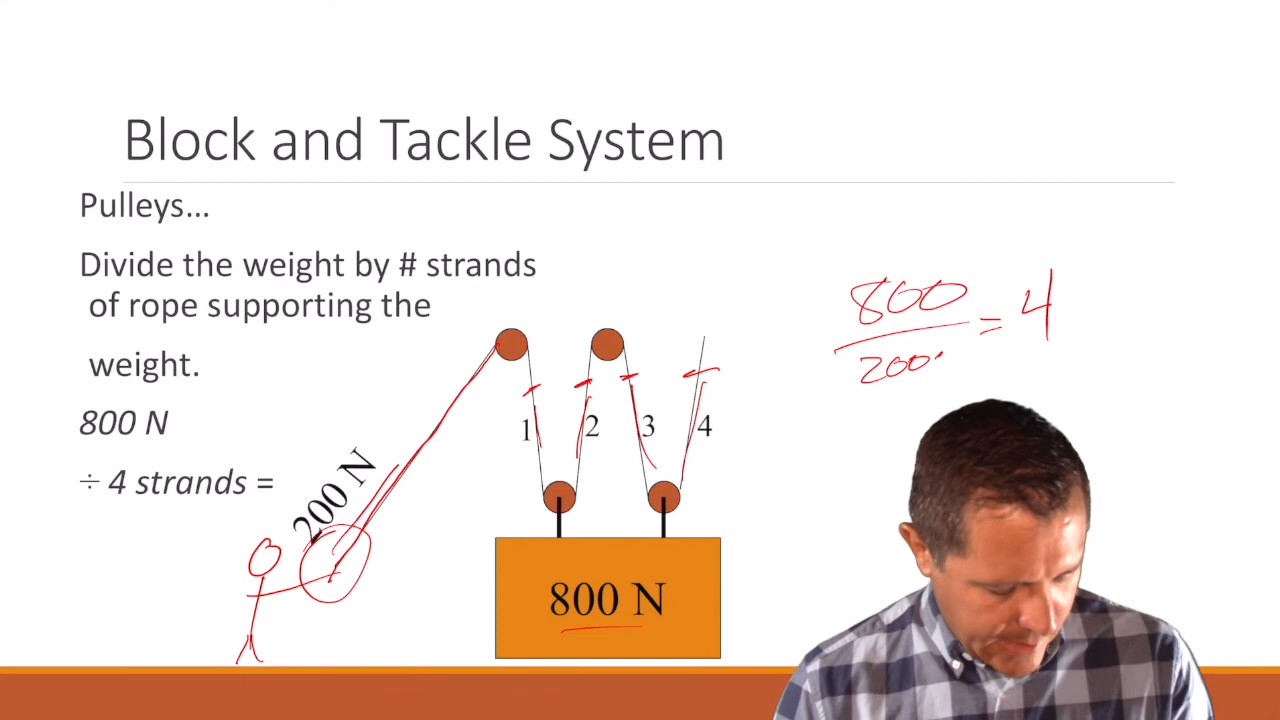 Block and Tackle System
Pulleys...
Divide the weight by # strands
of rope supporting the
weight.
800 N
÷ 4 strands =
200 N
1
2
3
4
800 N
800
200
= 4